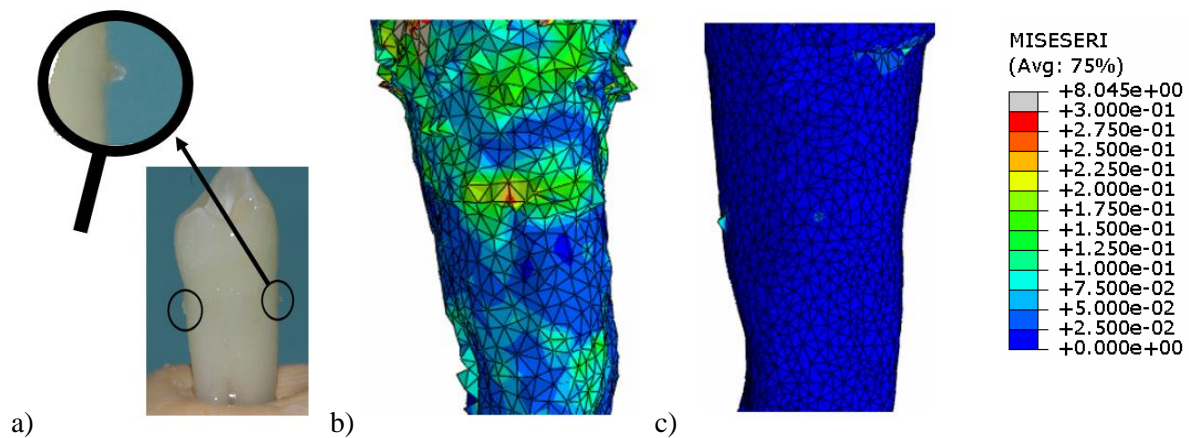 MISESERI
(Avg: 75%)
+8.045e+00
+3.000e-01
+2.750e-01
+2.500e-01
+2.250e-01
+2.000e-01
+1.750e-01
+1.500e-01
+1.250e-01
+1.000e-01
+7.500e-02
+5.000e-02
+2.500e-02
+0.000e+00
a)
b)
c)